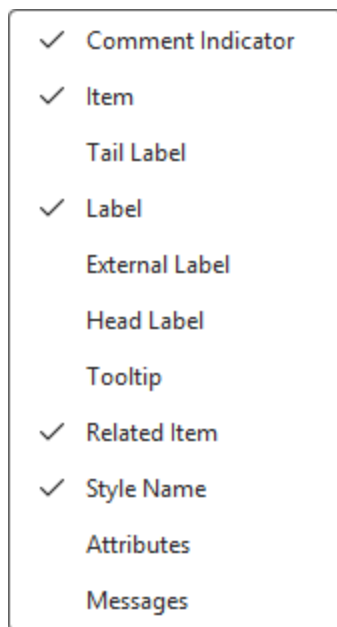 Comment Indicator
Item
Tail Label
Label
External Label
Head Label
Tooltip
Related Item
Style Name
Attributes
Messages